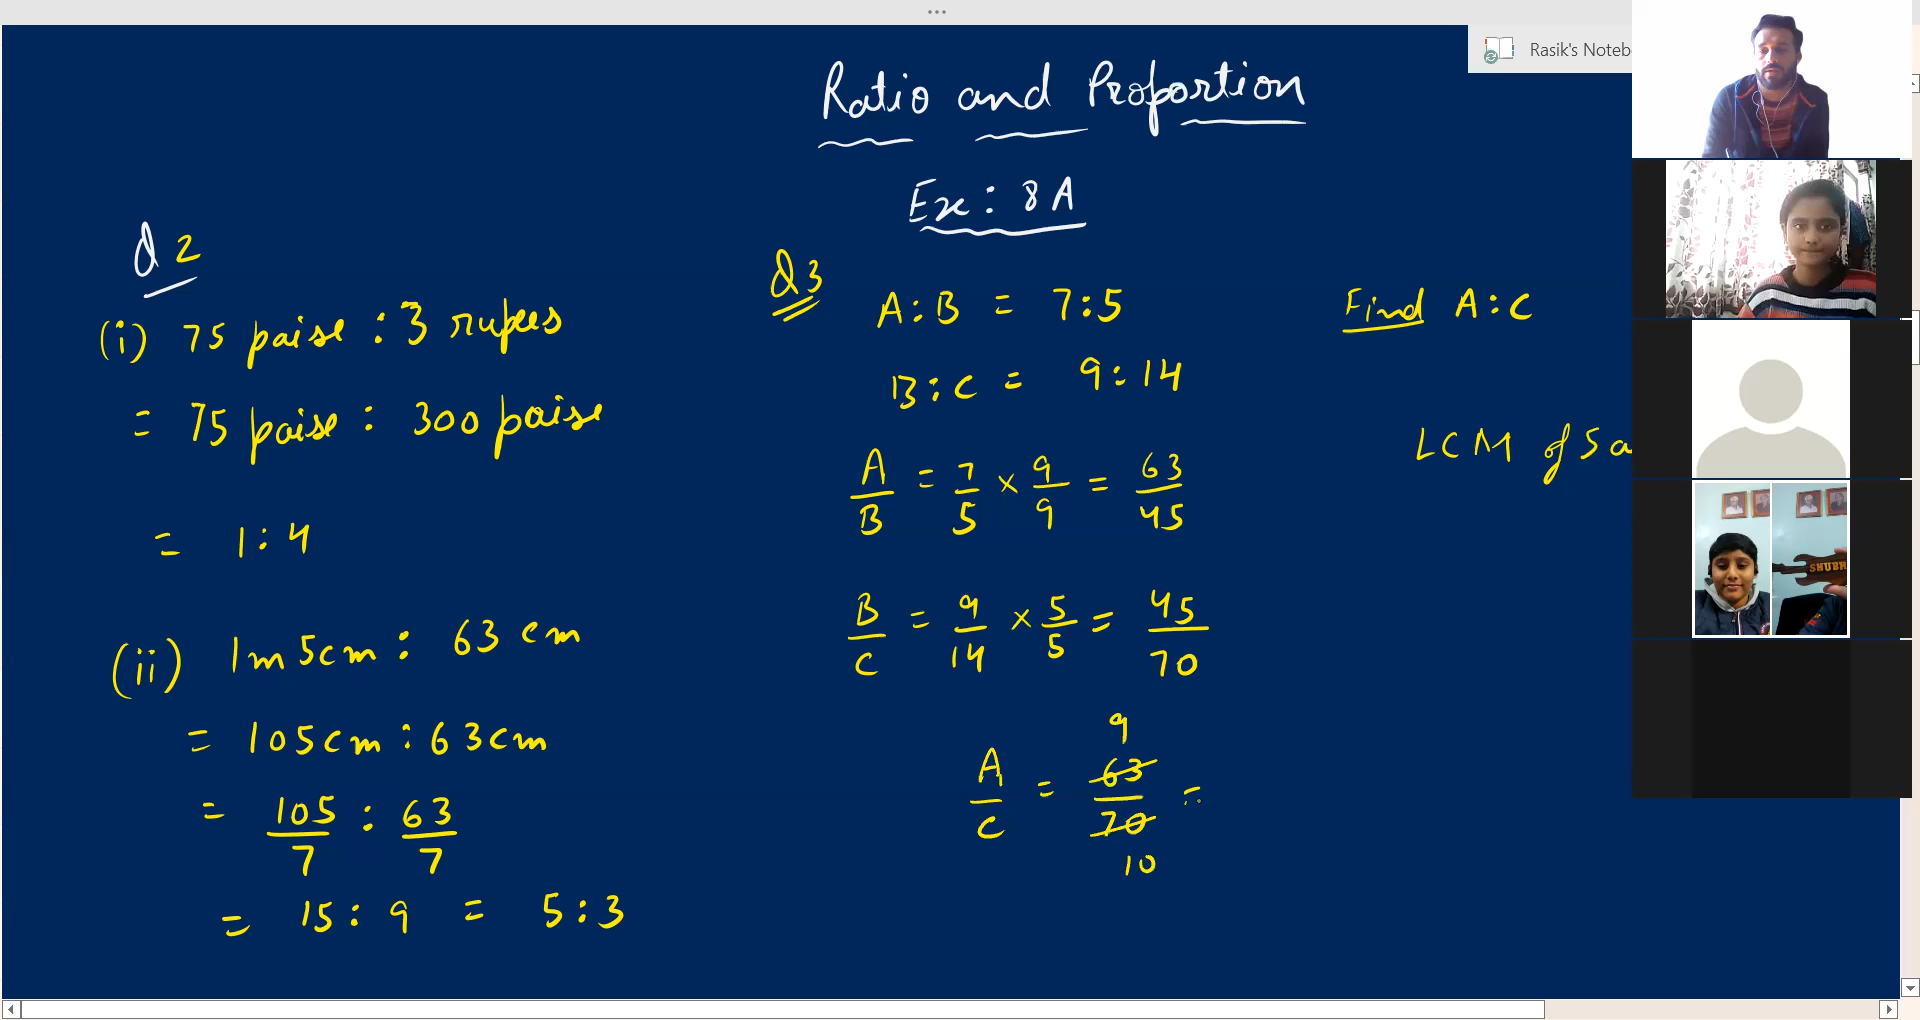 Rasik's Noteb
Ratio and Proportion
Ex: 8A
Q 2
(i) 75 paise : 3 rupees
= 75 paise : 300 paise
= 1:4
(ii) 1m 5cm : 63 cm
= 105cm : 63cm
= 105/7 : 63/7
= 15 : 9 = 5 : 3
Q3
A:B = 7:5
Find A:C
B:C = 9:14
LCM of 5 a
A/B = 7/5 × 9/9 = 63/45
B/C = 9/14 × 5/5 = 45/70
9
A/C = 63/70 =
10
SHUBH